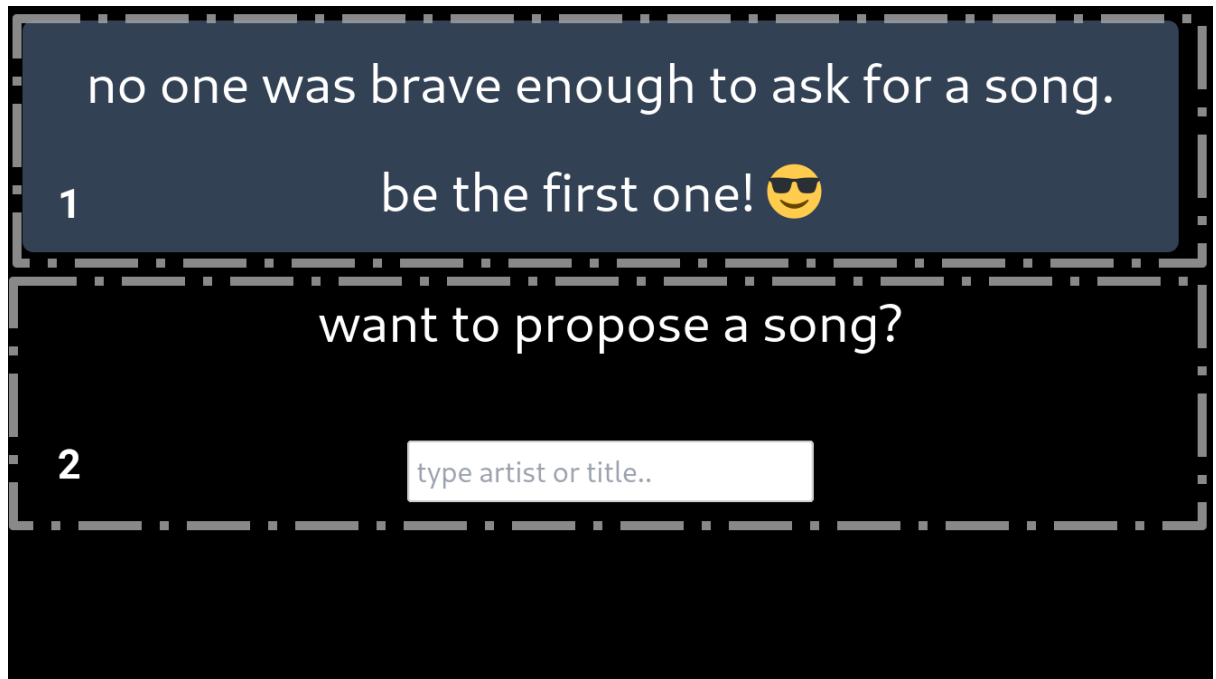 no one was brave enough to ask for a song.
be the first one! 😎
1
want to propose a song?
2
type artist or title..